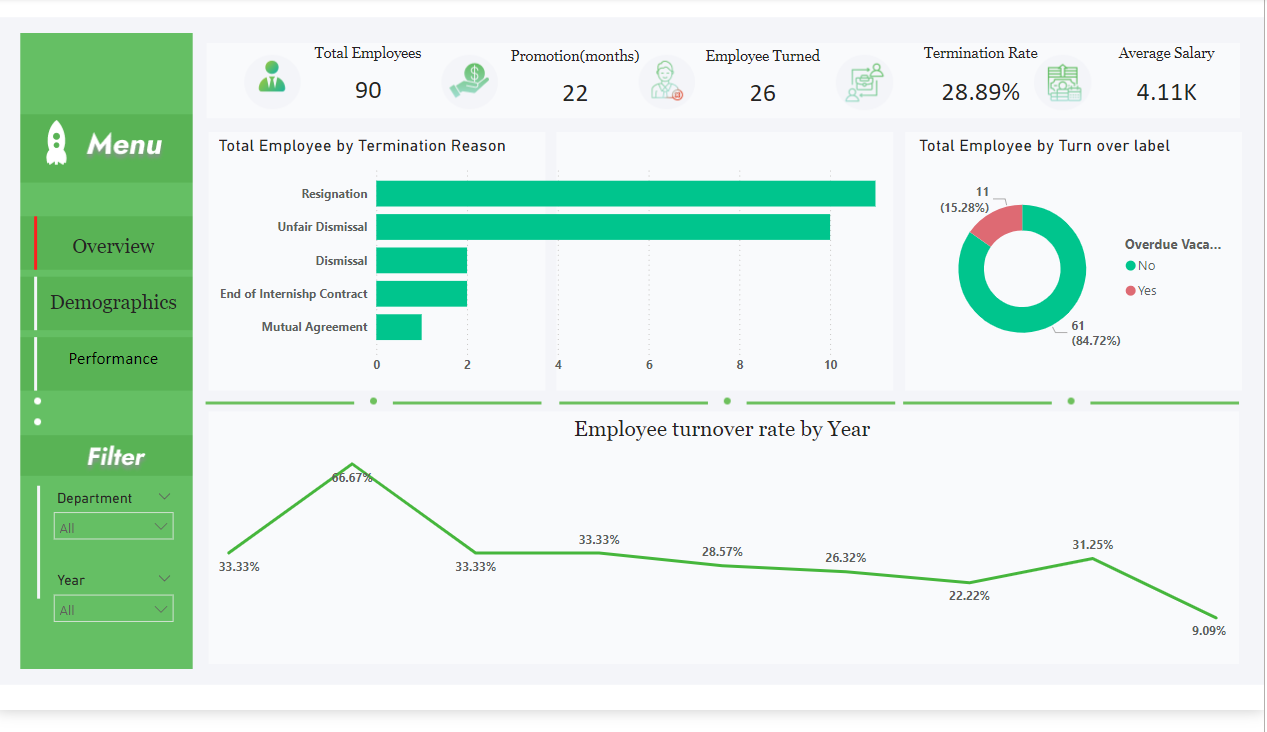 Total Employees
90
Promotion(months)
22
Employee Turned
26
Termination Rate
28.89%
Average Salary
4.11K
Menu
Overview
Demographics
Performance
Filter
Department
All
Year
All
Total Employee by Termination Reason
Resignation
Unfair Dismissal
Dismissal
End of Internishp Contract
Mutual Agreement
0 2 4 6 8 10
Total Employee by Turn over label
11
(15.28%)
61
(84.72%)
Overdue Vaca...
No
Yes
Employee turnover rate by Year
33.33%
66.67%
33.33%
33.33%
28.57%
26.32%
22.22%
31.25%
9.09%